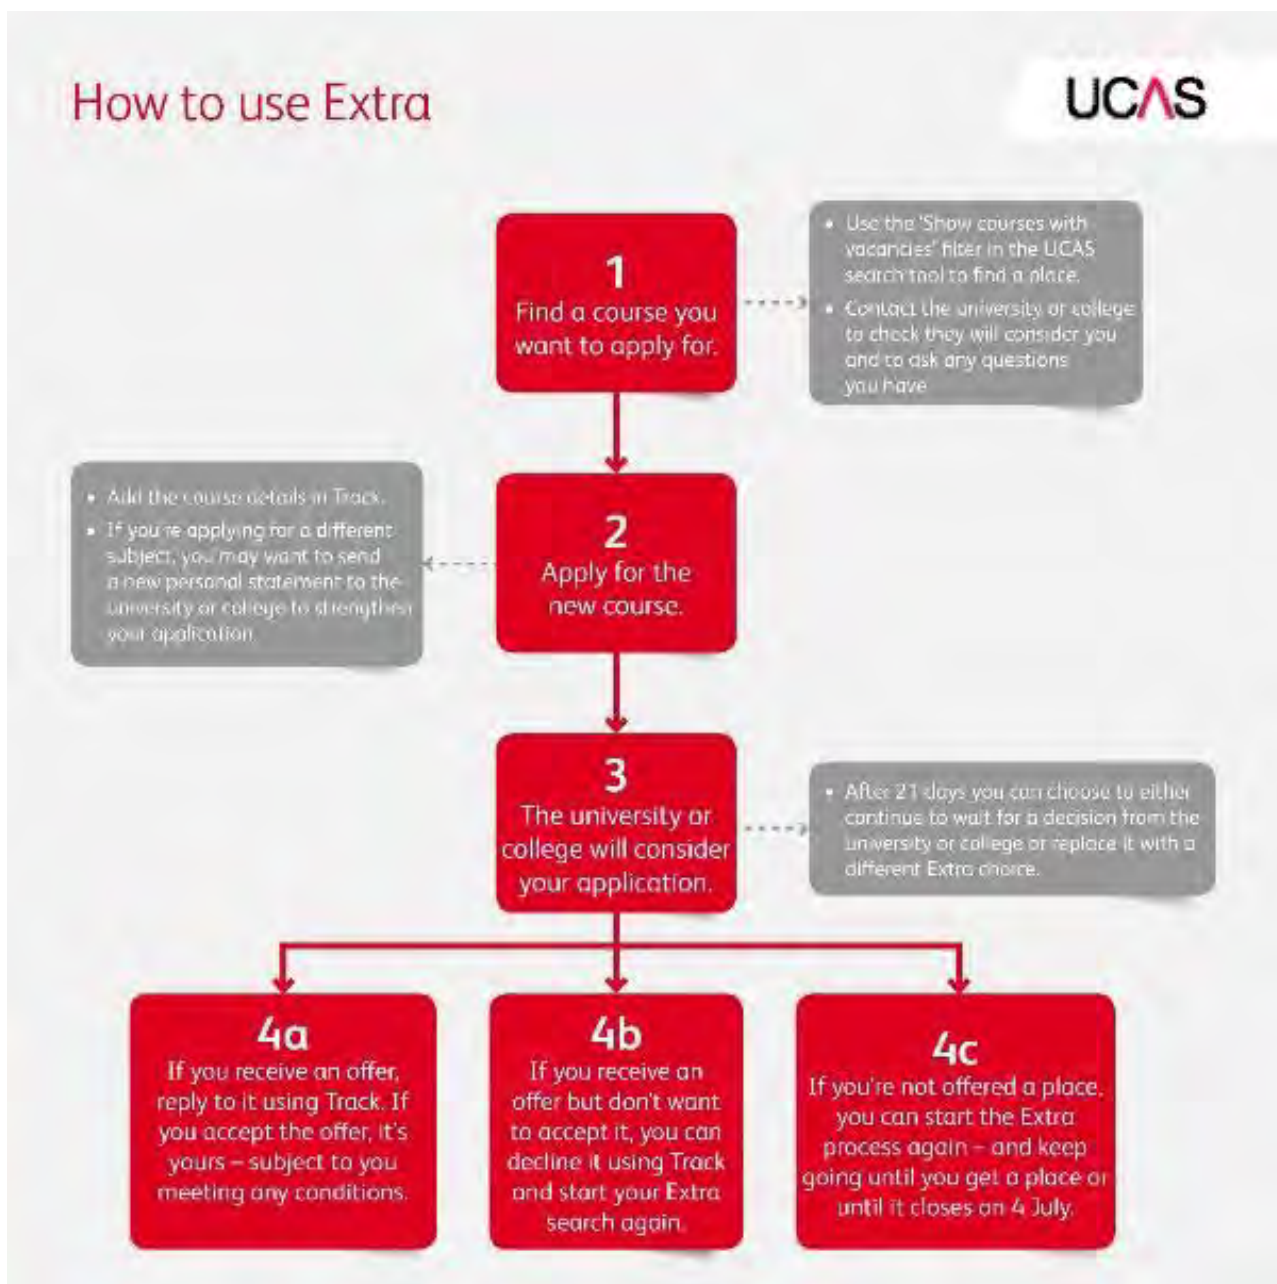 How to use Extra
UCAS
1
Find a course you
want to apply for.
• Use the 'Show courses with
vacancies' filter in the UCAS
search tool to find a place.
• Contact the university or college
to check they will consider you
and to ask any questions
you have
• Add the course details in Track.
• If you're applying for a different
subject, you may want to send
a new personal statement to the
university or college to strengthen
your application
2
Apply for the
new course.
3
The university or
college will consider
your application.
• After 21 days you can choose to either
continue to wait for a decision from the
university or college or replace it with a
different Extra choice.
4a
If you receive an offer,
reply to it using Track. If
you accept the offer, it's
yours – subject to you
meeting any conditions.
4b
If you receive an
offer but don't want
to accept it, you can
decline it using Track
and start your Extra
search again.
4c
If you're not offered a place,
you can start the Extra
process again – and keep
going until you get a place or
until it closes on 4 July.